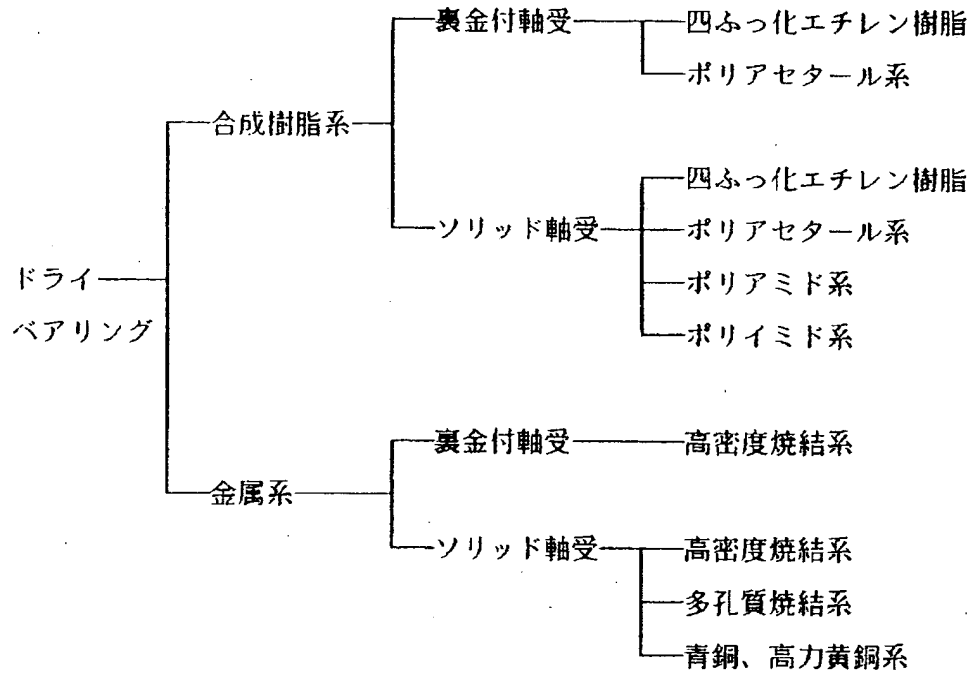 裏金付軸受
四ふっ化エチレン樹脂
ポリアセタール系
合成樹脂系
四ふっ化エチレン樹脂
ソリッド軸受
ポリアセタール系
ポリアミド系
ポリイミド系
ドライ
ベアリング
裏金付軸受
高密度焼結系
金属系
ソリッド軸受
高密度焼結系
多孔質焼結系
青銅、高力黄銅系